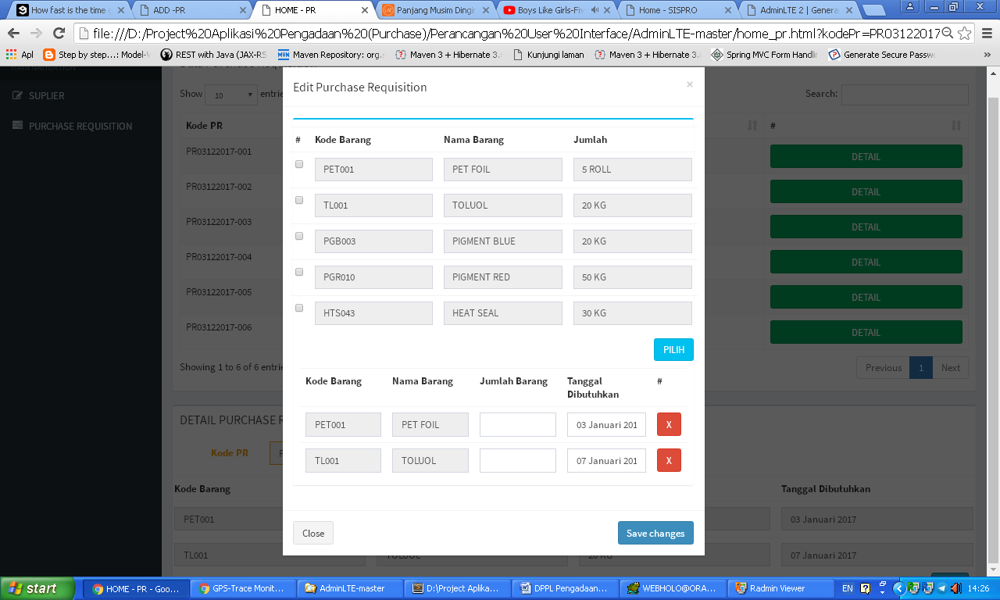 How fast is the time
ADD -PR
HOME - PR
Panjang Musim Dingin
Boys Like Girls
Home - SISPRO
AdminLTE 2 | Genera
file:///D:/Project%20Aplikasi%20Pengadaan%20(Purchase)/Perancangan%20User%20Interface/AdminLTE-master/home_pr.html?kodePr=PR03122017
Apl
Step by step...: Model-V
REST with Java (JAX-RS
Maven Repository: org.s
Maven 3 + Hibernate 3.
Kunjungi laman
Maven 3 + Hibernate 3.
Spring MVC Form Handlin
Generate Secure Passw
»
MAIN NAVIGATION
SUPLIER
PURCHASE REQUISITION
Show 10 entrie
Search:
Kode PR
#
PR03122017-001
DETAIL
PR03122017-002
DETAIL
PR03122017-003
DETAIL
PR03122017-004
DETAIL
PR03122017-005
DETAIL
PR03122017-006
DETAIL
Showing 1 to 6 of 6 entrie
Previous 1 Next
DETAIL PURCHASE R
Kode PR
Kode Barang
Tanggal Dibutuhkan
PET001
03 Januari 2017
TL001
TOLUOL
20 KG
07 Januari 2017
Edit Purchase Requisition
×
# Kode Barang Nama Barang Jumlah
PET001 PET FOIL 5 ROLL
TL001 TOLUOL 20 KG
PGB003 PIGMENT BLUE 20 KG
PGR010 PIGMENT RED 50 KG
HTS043 HEAT SEAL 30 KG
PILIH
Kode Barang Nama Barang Jumlah Barang Tanggal Dibutuhkan #
PET001 PET FOIL 03 Januari 201 X
TL001 TOLUOL 07 Januari 201 X
Close
Save changes
start
HOME - PR - Goo...
GPS-Trace Monit...
AdminLTE-master
D:\Project Aplika...
DPPL Pengadaan...
WEBHOLO@ORA...
Radmin Viewer
EN
14:26